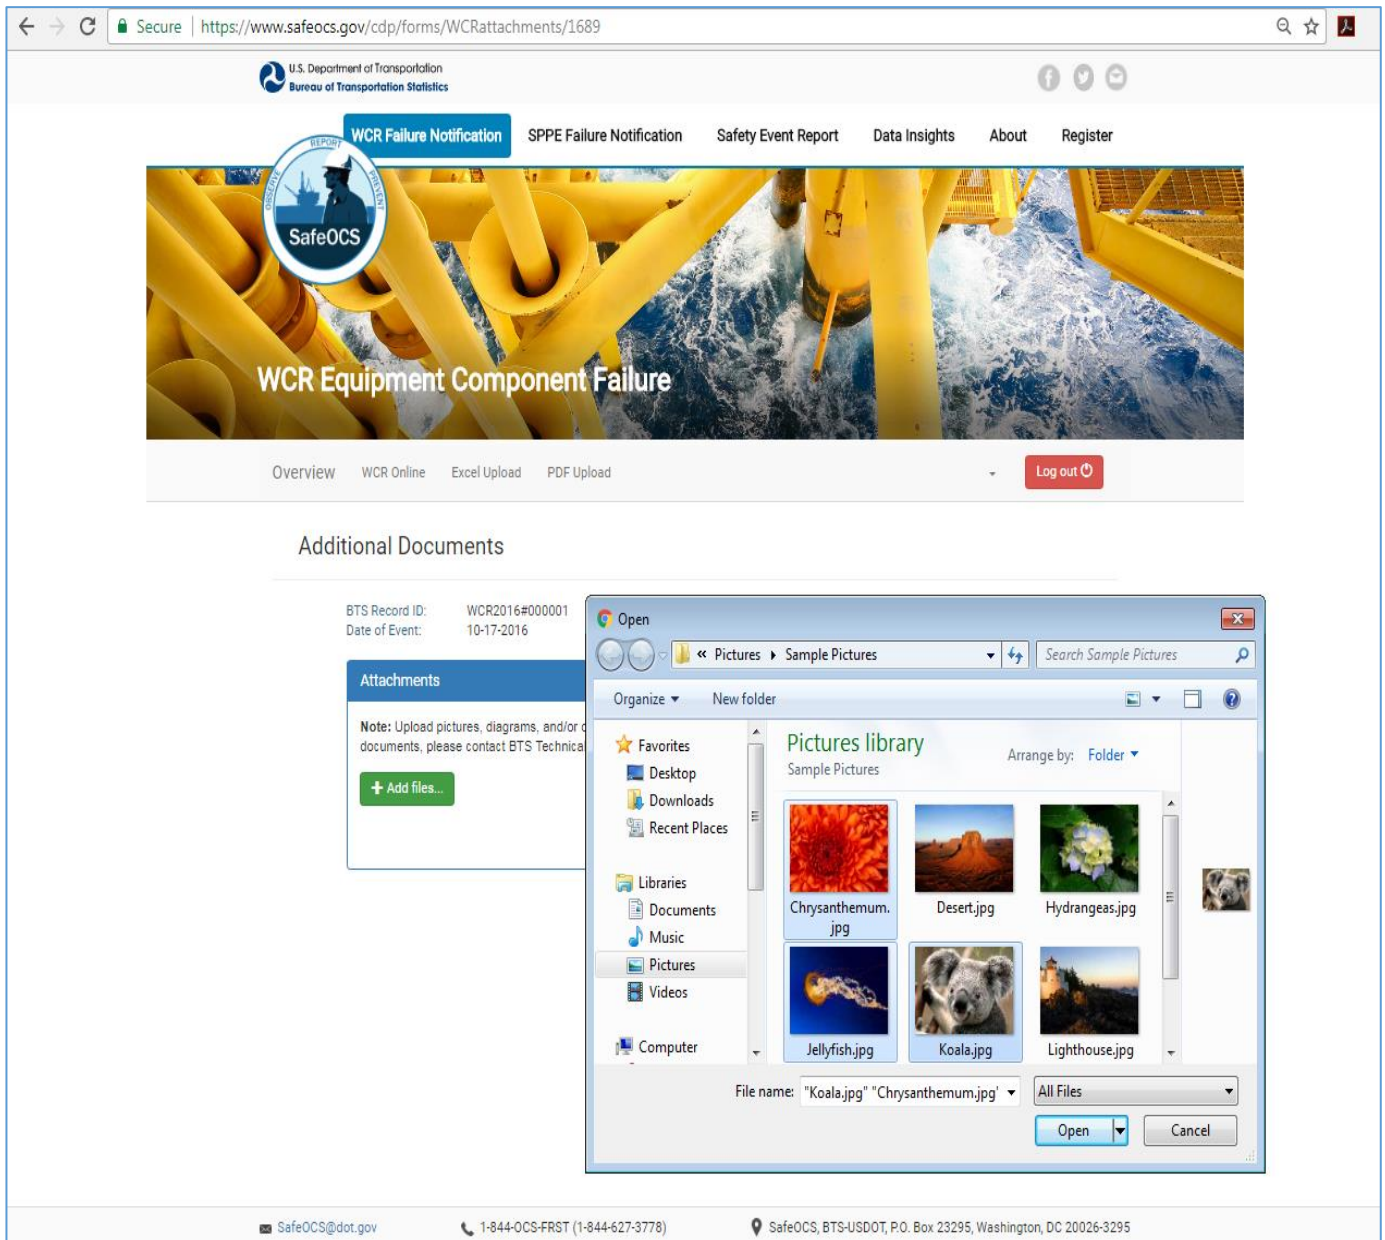 Secure | https://www.safeocs.gov/cdp/forms/WCRattachments/1689
U.S. Department of Transportation
Bureau of Transportation Statistics
WCR Failure Notification SPPE Failure Notification Safety Event Report Data Insights About Register
OBSERVE REPORT PREVENT
SafeOCS
WCR Equipment Component Failure
Overview WCR Online Excel Upload PDF Upload Log out
Additional Documents
BTS Record ID: WCR2016#000001
Date of Event: 10-17-2016
Attachments
Note: Upload pictures, diagrams, and/or
documents, please contact BTS Technical
+ Add files...
Open
« Pictures Sample Pictures Search Sample Pictures
Organize New folder
Favorites
Desktop
Downloads
Recent Places
Libraries
Documents
Music
Pictures
Videos
Computer
Pictures library
Sample Pictures
Arrange by: Folder
Chrysanthemum.
jpg
Desert.jpg
Hydrangeas.jpg
Jellyfish.jpg
Koala.jpg
Lighthouse.jpg
File name: "Koala.jpg" "Chrysanthemum.jpg" All Files
Open Cancel
SafeOCS@dot.gov 1-844-OCS-FRST (1-844-627-3778) SafeOCS, BTS-USDOT, P.O. Box 23295, Washington, DC 20026-3295